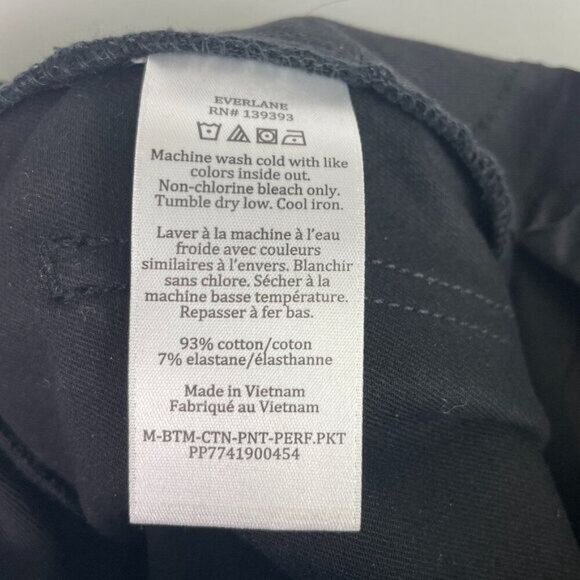 EVERLANE
RN# 139393
Machine wash cold with like
colors inside out.
Non-chlorine bleach only.
Tumble dry low. Cool iron.
Laver à la machine à l'eau
froide avec couleurs
similaires à l'envers. Blanchir
sans chlore. Sécher à la
machine basse température.
Repasser à fer bas.
93% cotton/coton
7% elastane/élasthanne
Made in Vietnam
Fabriqué au Vietnam
M-BTM-CTN-PNT-PERF.PKT
PP7741900454